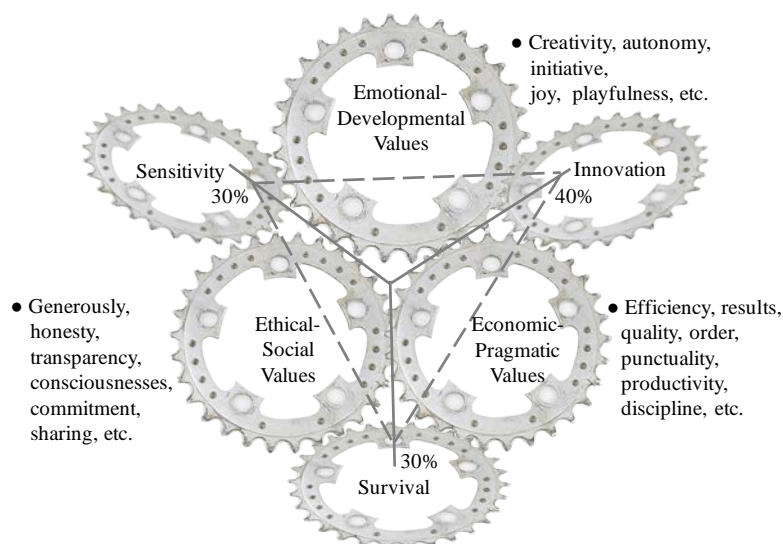 ● Creativity, autonomy,
initiative,
joy, playfulness, etc.
Emotional-
Developmental
Values
Sensitivity
30%
Innovation
40%
● Generously,
honesty,
transparency,
consciousnesses,
commitment,
sharing, etc.
Ethical-
Social
Values
Economic-
Pragmatic
Values
● Efficiency, results,
quality, order,
punctuality,
productivity,
discipline, etc.
30%
Survival